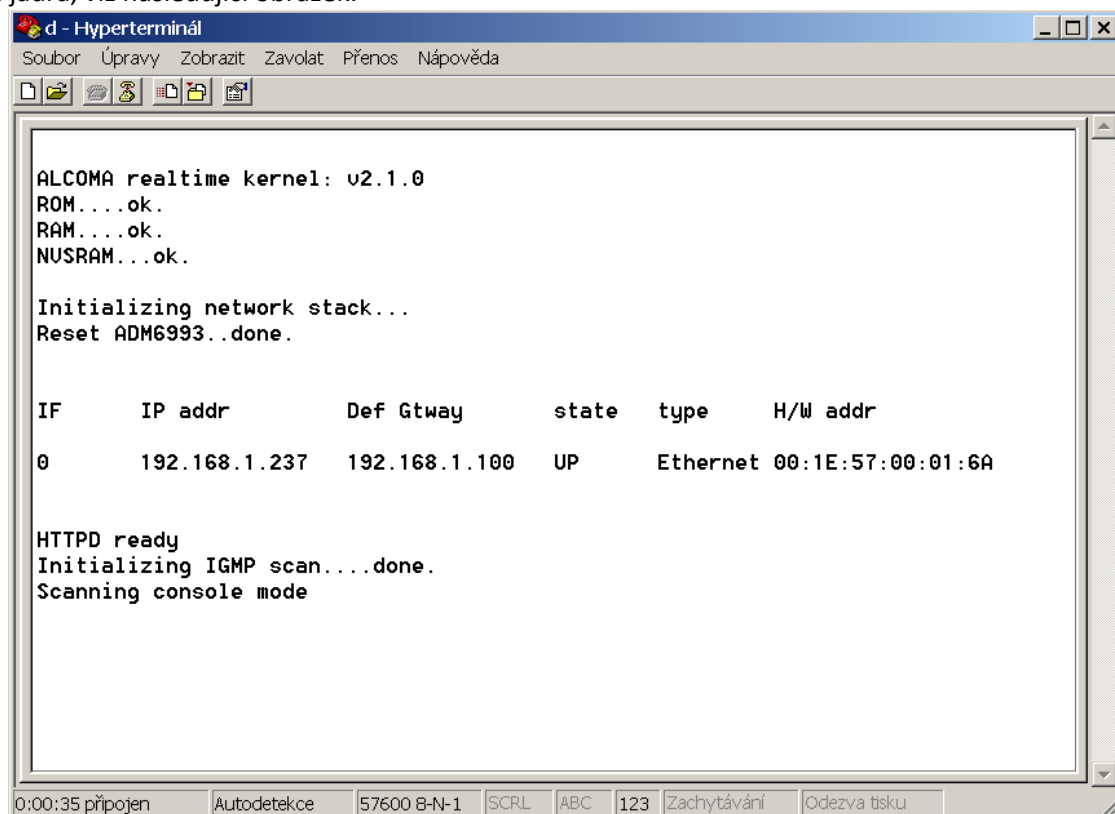 d - Hyperterminál
Soubor Úpravy Zobrazit Zavolat Přenos Nápověda
ALCOMA realtime kernel: v2.1.0
ROM....ok.
RAM....ok.
NVSRAM...ok.
Initializing network stack...
Reset ADM6993..done.
IF IP addr Def Gtway state type H/W addr
0 192.168.1.237 192.168.1.100 UP Ethernet 00:1E:57:00:01:6A
HTTPD ready
Initializing IGMP scan....done.
Scanning console mode
0:00:35 připojen Autodetekce 57600 8-N-1 SCRL ABC 123 Zachytávání Odezva tisku